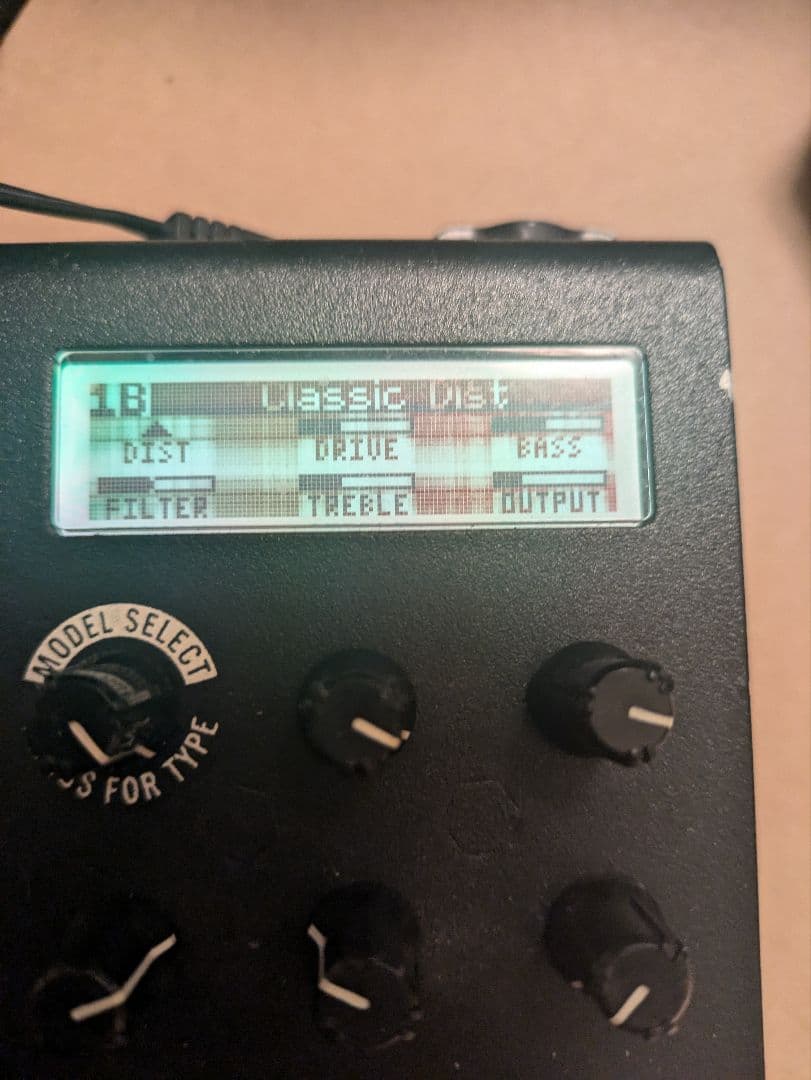 1B Classic Dist
DIST DRIVE BASS
FILTER TREBLE OUTPUT
MODEL SELECT
FOR TYPE